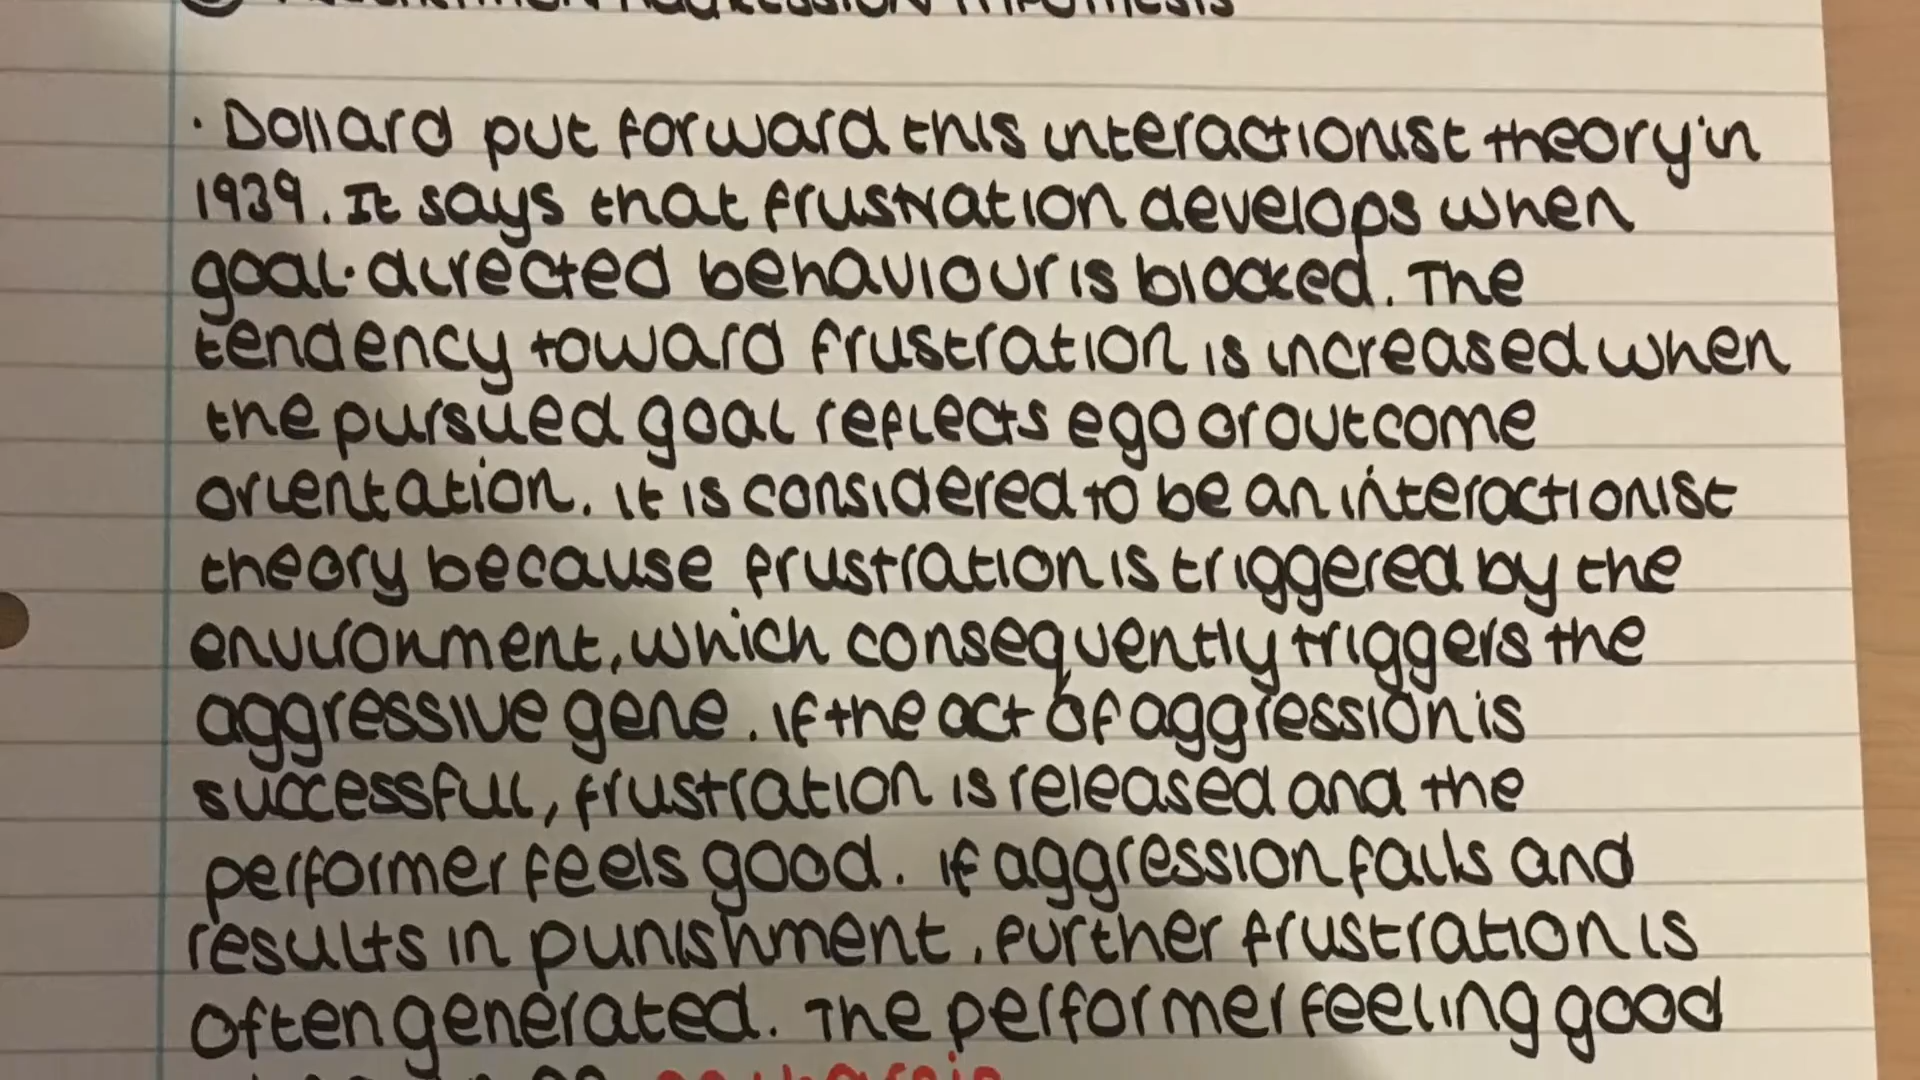 Aggression Hypothesis
· Dollard put forward this interactionist theory in
1939. It says that frustration develops when
goal-directed behaviour is blocked. The
tendency toward frustration is increased when
the pursued goal reflects ego or outcome
orientation. It is considered to be an interactionist
theory because frustration is triggered by the
environment, which consequently triggers the
aggressive gene. If the act of aggression is
successful, frustration is released and the
performer feels good. If aggression fails and
results in punishment, further frustration is
often generated. The performer feeling good
catharsis